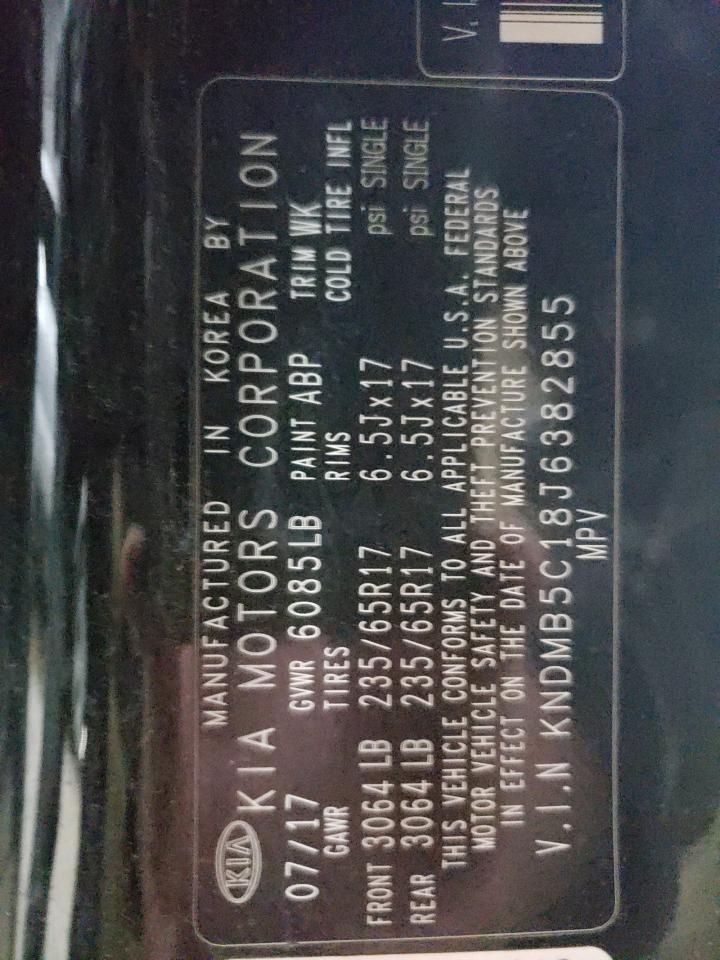 V.I
MANUFACTURED IN KOREA BY
KIA KIA MOTORS CORPORATION
07/17 GVWR 6085LB PAINT ABP TRIM WK
GAWR TIRES RIMS COLD TIRE INFL
FRONT 3064 LB 235/65R17 6.5Jx17 psi SINGLE
REAR 3064 LB 235/65R17 6.5Jx17 psi SINGLE
THIS VEHICLE CONFORMS TO ALL APPLICABLE U.S.A. FEDERAL
MOTOR VEHICLE SAFETY AND THEFT PREVENTION STANDARDS
IN EFFECT ON THE DATE OF MANUFACTURE SHOWN ABOVE
V.I.N KNDMB5C18J6382855
MPV